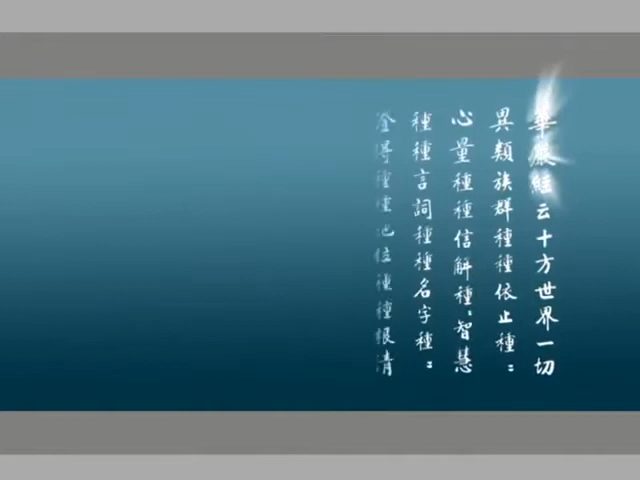 華嚴經云十方世界一切
異類族群種種依止種〻
心量種種信解種〻智慧
種種言詞種種名字種〻
證得種種地位種種根清